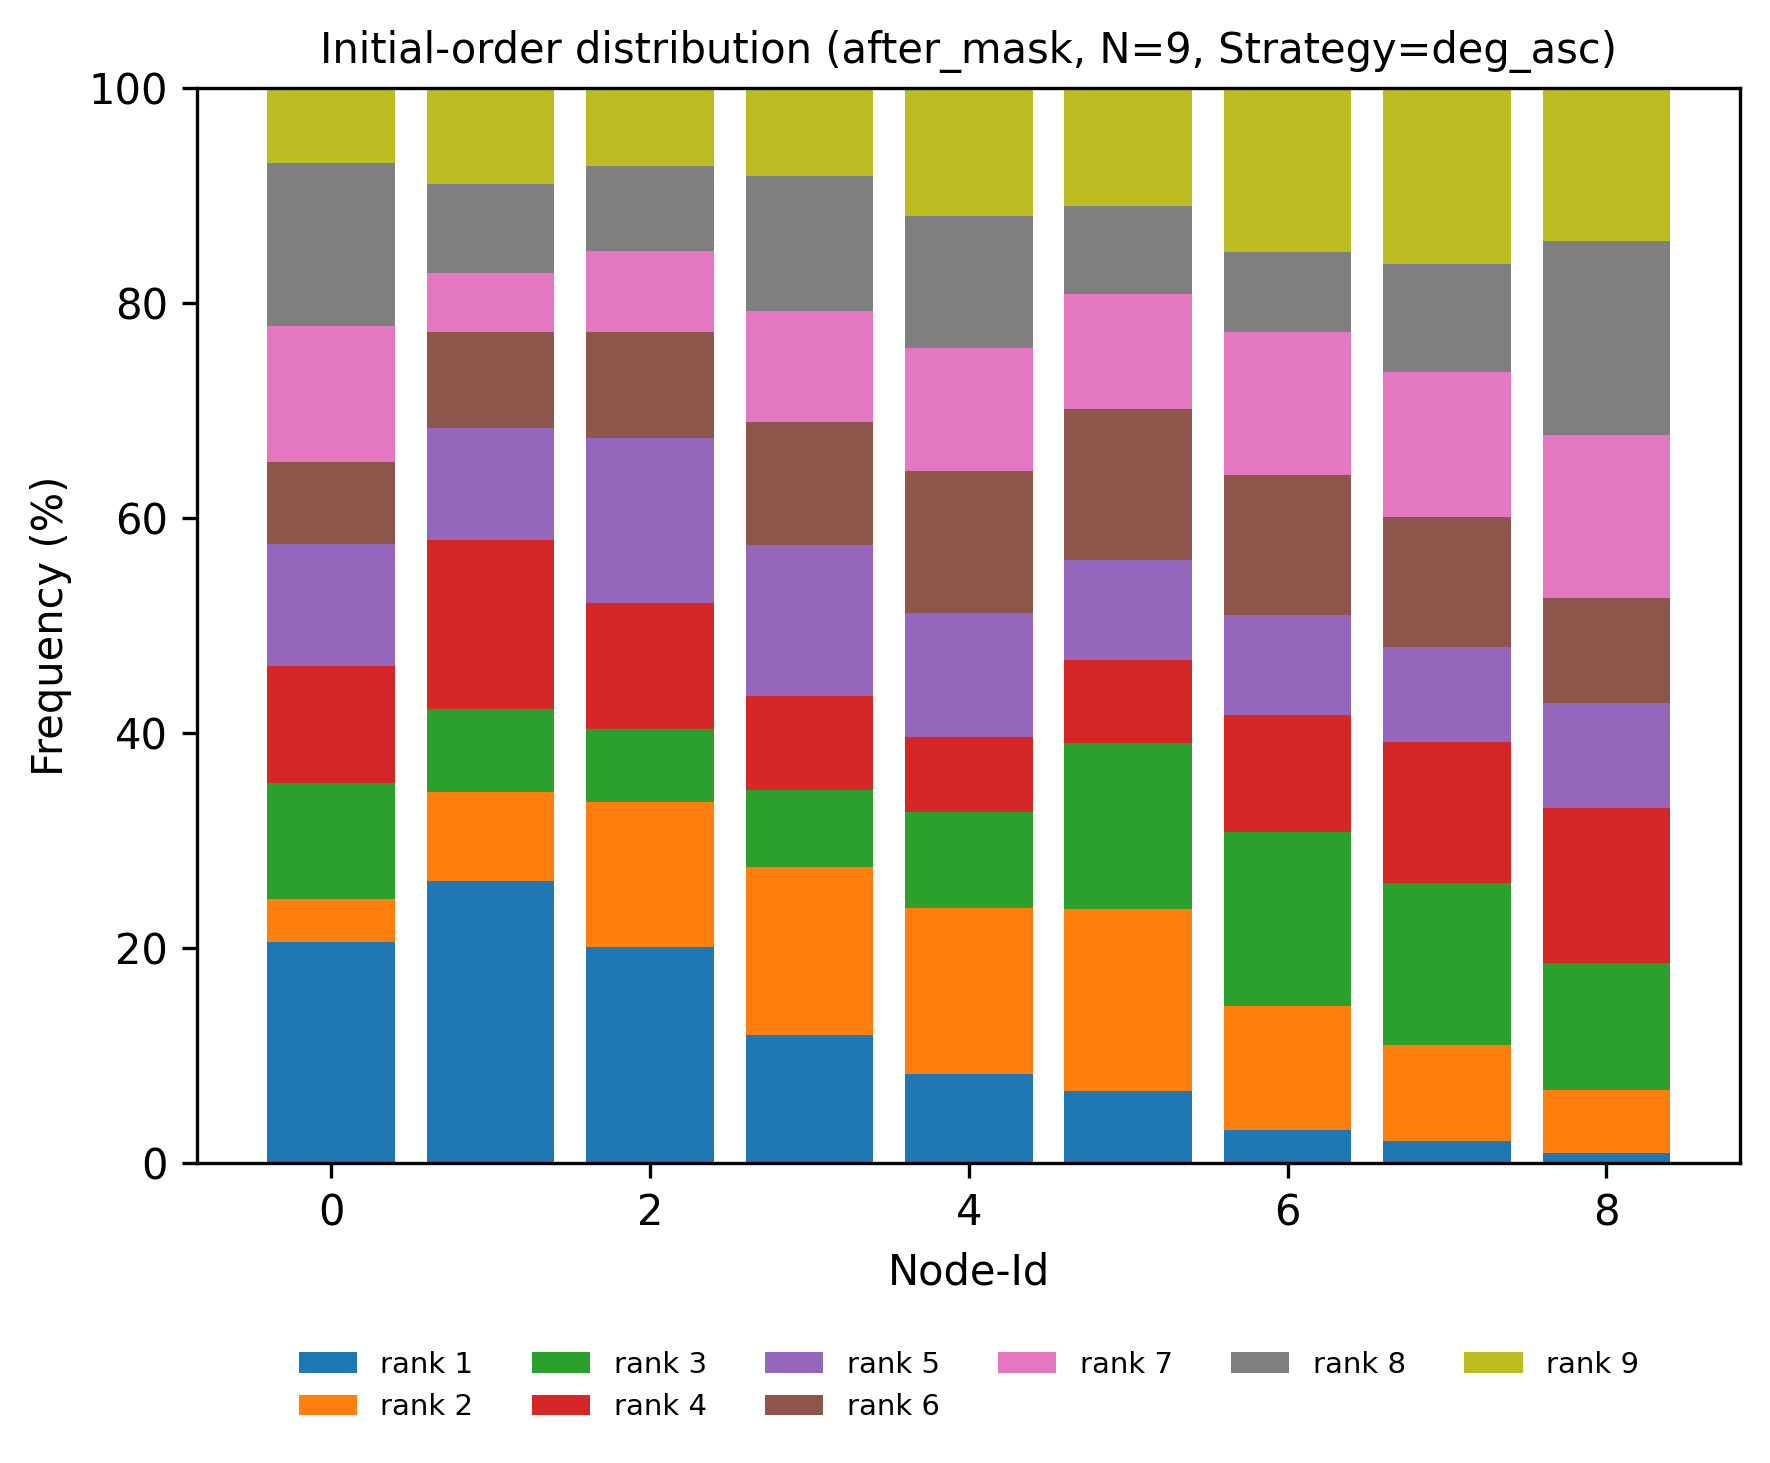 Initial-order distribution (after_mask, N=9, Strategy=deg_asc)
100
80
60
40
20
0
Frequency (%)
0 2 4 6 8
Node-Id
rank 1 rank 3 rank 5 rank 7 rank 8 rank 9
rank 2 rank 4 rank 6